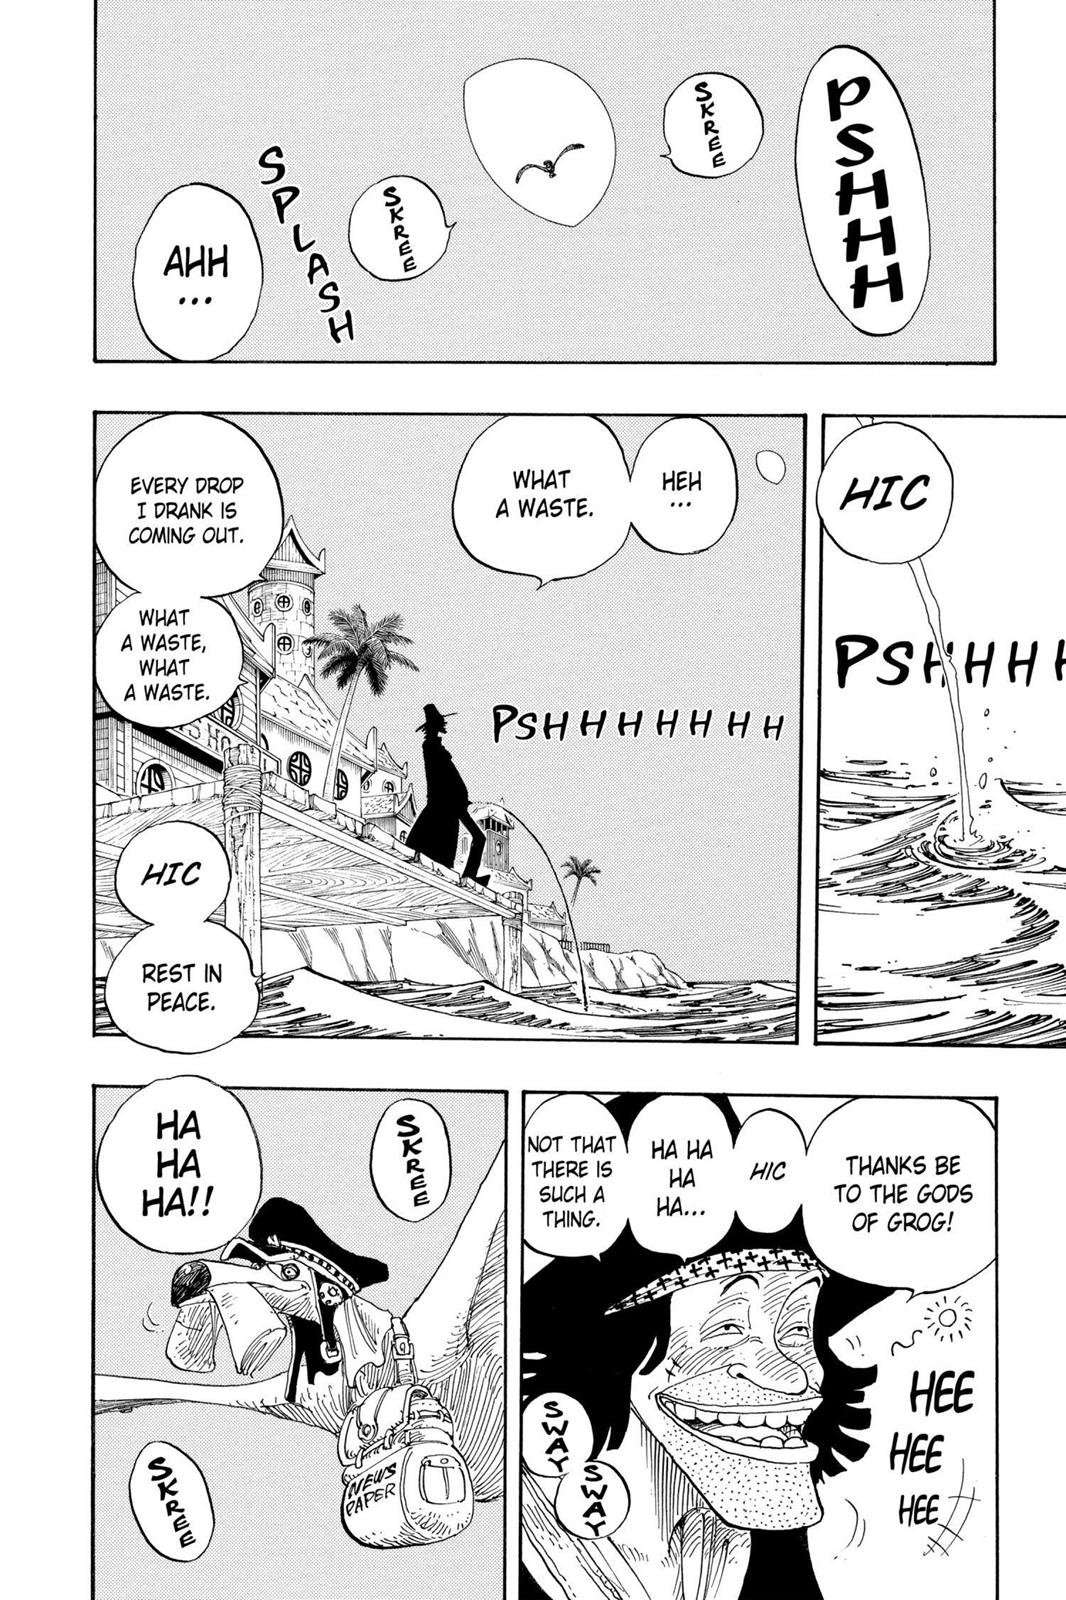 PSHHH
SKREE
SKREE
SPLASH
AHH
...
HIC
PSHHHH
HEH
...
WHAT
A WASTE.
PSHHHHHHH
EVERY DROP
I DRANK IS
COMING OUT.
WHAT
A WASTE,
WHAT
A WASTE.
HIC
REST IN
PEACE.
THANKS BE
TO THE GODS
OF GROG!
HIC
HA HA
HA
HA...
NOT THAT
THERE IS
SUCH A
THING.
HEE
HEE
HEE
SWAY
SWAY
SKREE
HA
HA
HA!!
NEWS
PAPER
SKREE